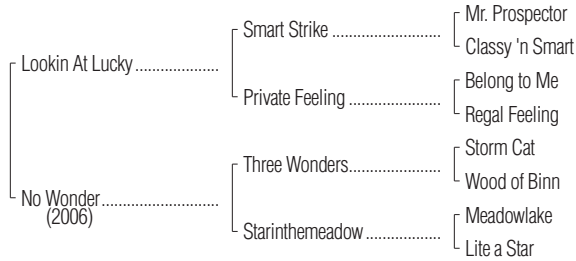 Mr. Prospector
Smart Strike ......................
Classy 'n Smart
Lookin At Lucky ....................
Belong to Me
Private Feeling ...................
Regal Feeling
Storm Cat
Three Wonders...................
Wood of Binn
No Wonder............................
(2006)
Meadowlake
Starinthemeadow ................
Lite a Star